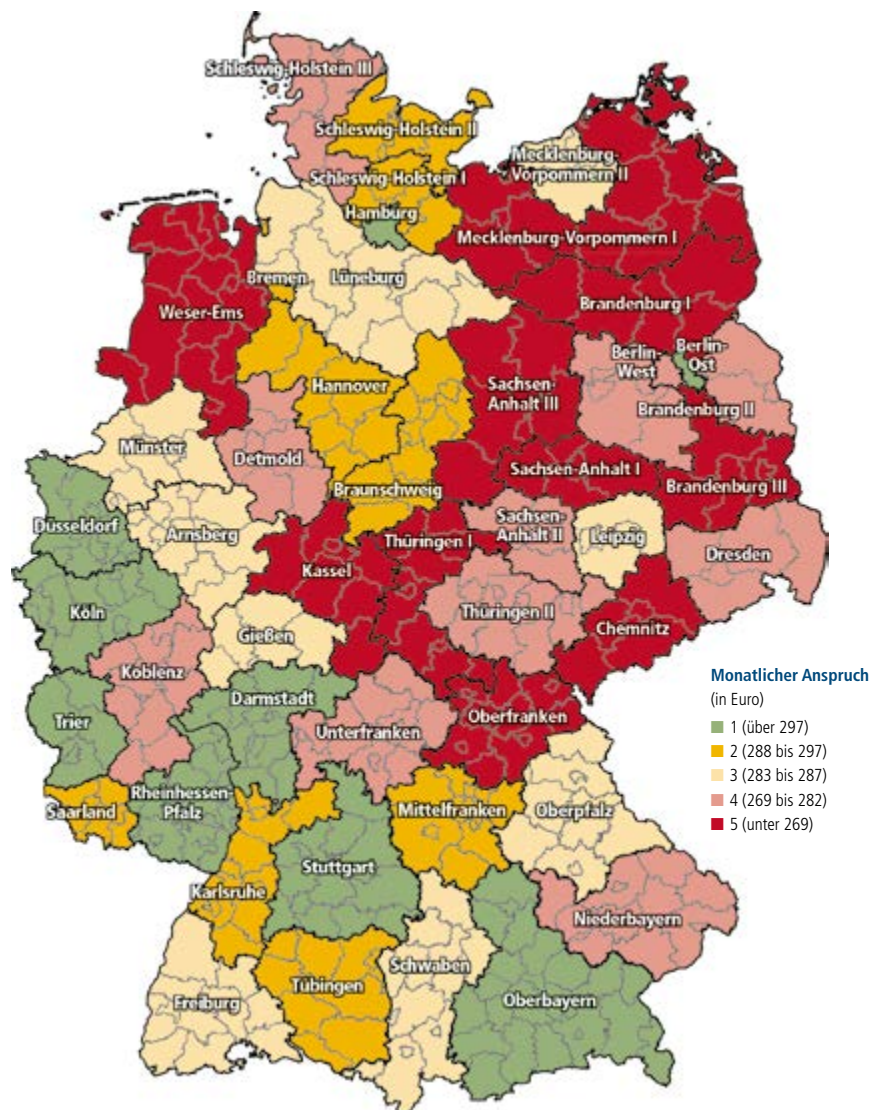 Schleswig-Holstein III
Schleswig-Holstein II
Mecklenburg-
Vorpommern II
Schleswig-Holstein I
Hamburg
Mecklenburg-Vorpommern I
Bremen
Lüneburg
Brandenburg I
Weser-Ems
Berlin-
West
Berlin-
Ost
Hannover
Sachsen-
Anhalt III
Brandenburg II
Münster
Detmold
Sachsen-Anhalt I
Braunschweig
Brandenburg III
Düsseldorf
Arnsberg
Thüringen I
Sachsen-
Anhalt II
Leipzig
Dresden
Kassel
Köln
Thüringen II
Chemnitz
Gießen
Koblenz
Darmstadt
Trier
Unterfranken
Oberfranken
Saarland
Rheinhessen-
Pfalz
Mittelfranken
Oberpfalz
Stuttgart
Karlsruhe
Niederbayern
Schwaben
Tübingen
Freiburg
Oberbayern
Monatlicher Anspruch
(in Euro)
1 (über 297)
2 (288 bis 297)
3 (283 bis 287)
4 (269 bis 282)
5 (unter 269)